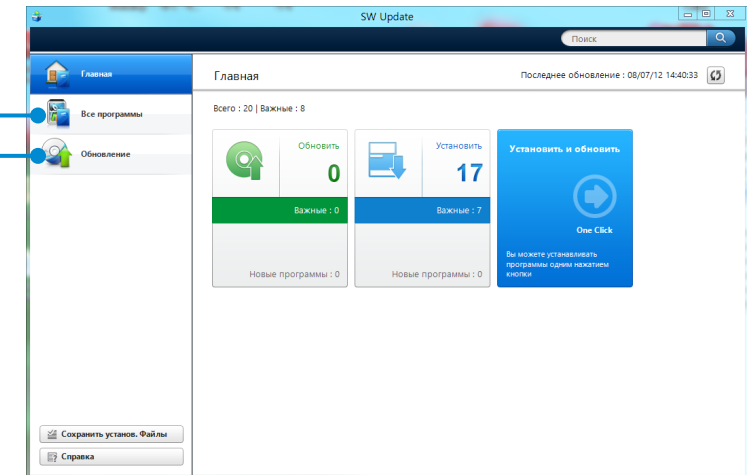 SW Update
Поиск
Главная
Все программы
Обновление
Сохранить установ. Файлы
Справка
Главная
Последнее обновление : 08/07/12 14:40:33
Всего : 20 | Важные : 8
Обновить
0
Важные : 0
Новые программы : 0
Установить
17
Важные : 7
Новые программы : 0
Установить и обновить
One Click
Вы можете устанавливать
программы одним нажатием
кнопки